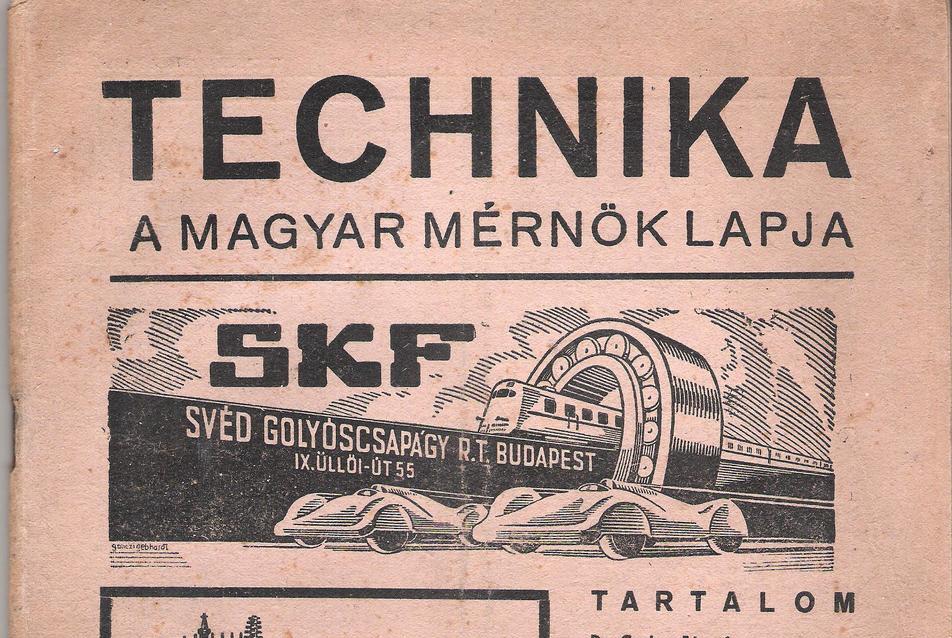 TECHNIKA
A MAGYAR MÉRNÖK LAPJA
SKF
SVÉD GOLYÓSCSAPÁGY R.T. BUDAPEST
IX. ÜLLŐI-ÚT 55
TARTALOM